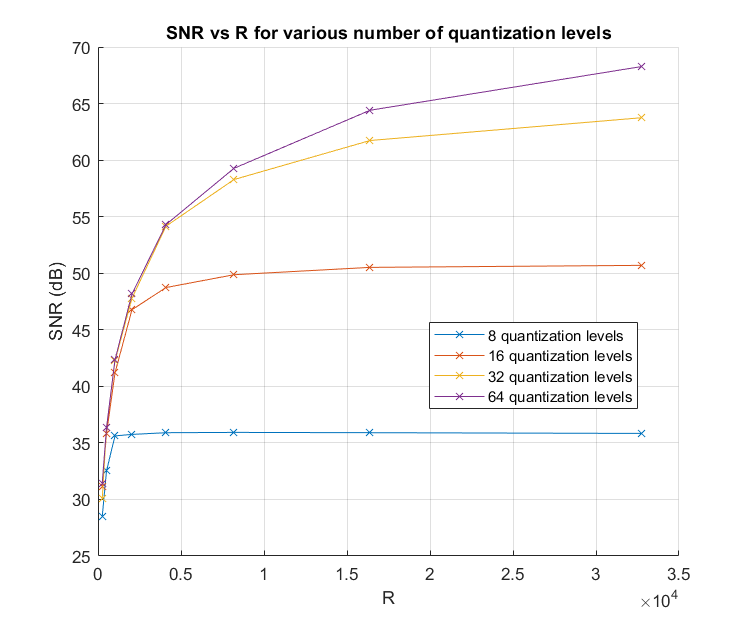 SNR vs R for various number of quantization levels
70
65
60
55
50
45
40
35
30
25
SNR (dB)
8 quantization levels
16 quantization levels
32 quantization levels
64 quantization levels
0 0.5 1 1.5 2 2.5 3 3.5
R
×10⁴